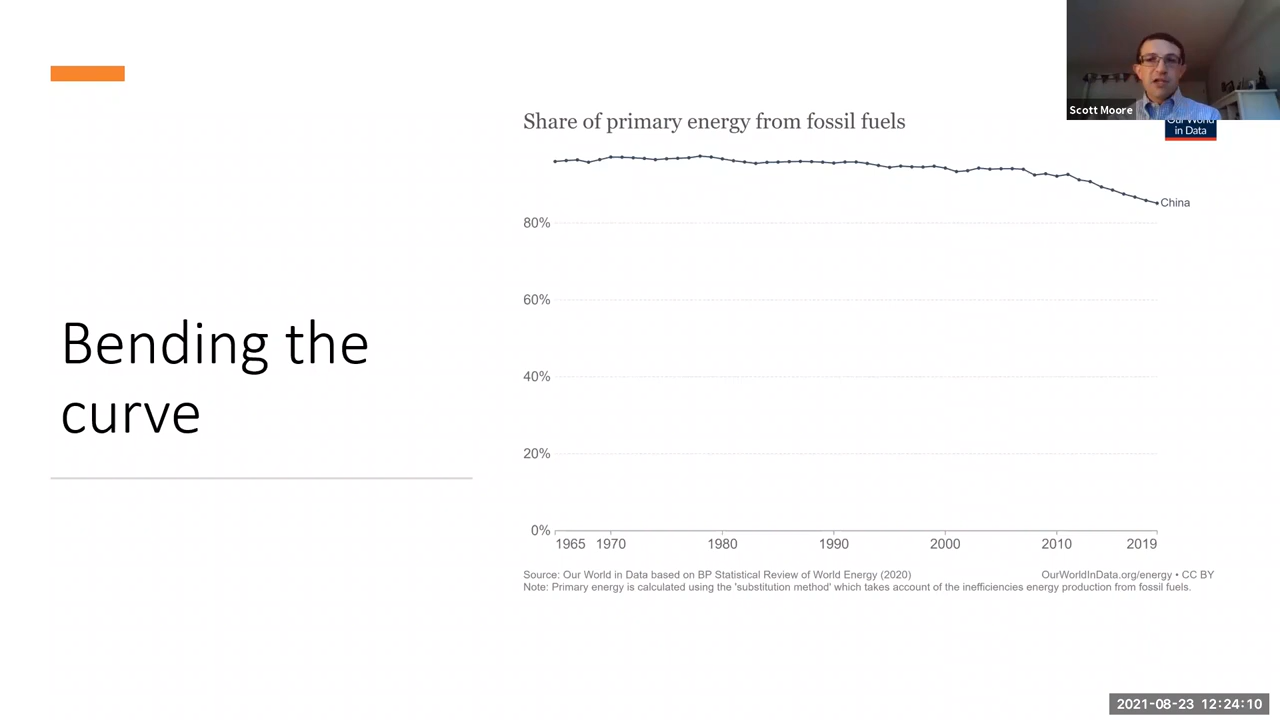 Scott Moore
Our World
in Data
Share of primary energy from fossil fuels
China
80%
60%
40%
20%
0%
1965 1970 1980 1990 2000 2010 2019
Bending the
curve
Source: Our World in Data based on BP Statistical Review of World Energy (2020)
OurWorldInData.org/energy • CC BY
Note: Primary energy is calculated using the 'substitution method' which takes account of the inefficiencies energy production from fossil fuels.
2021-08-23 12:24:10